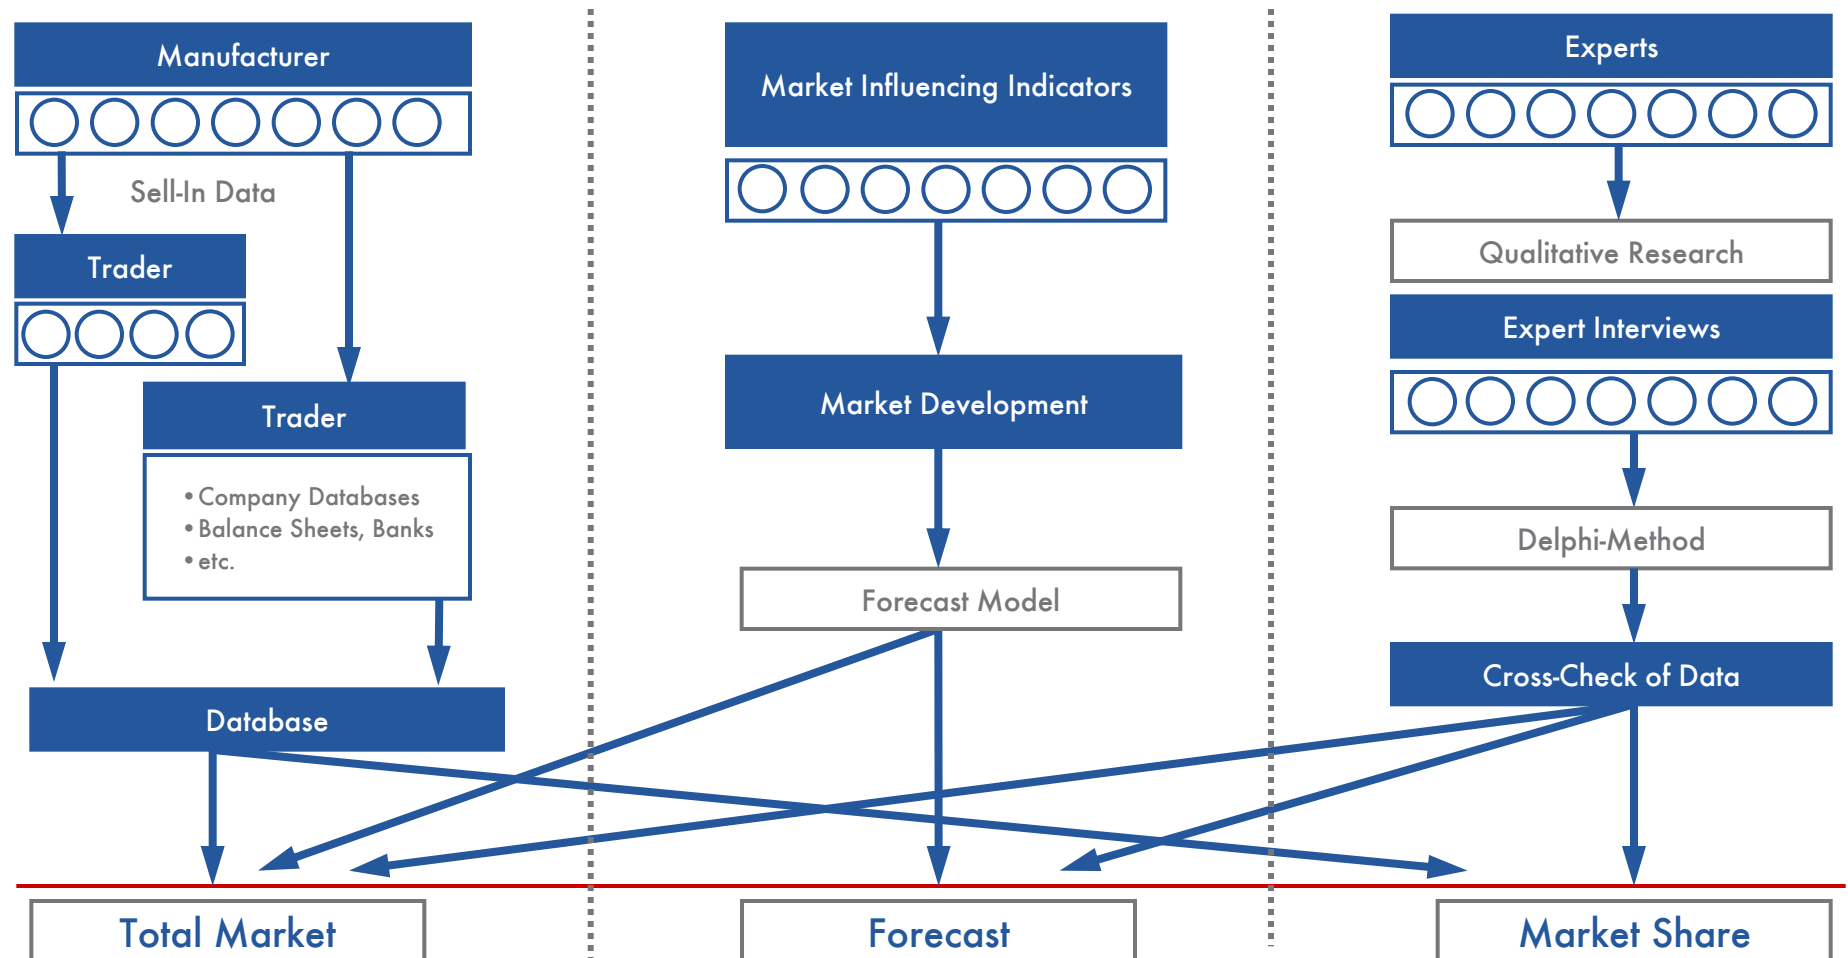 Manufacturer
Sell-In Data
Trader
Trader
•Company Databases
•Balance Sheets, Banks
•etc.
Database
Total Market
Market Influencing Indicators
Market Development
Forecast Model
Forecast
Experts
Qualitative Research
Expert Interviews
Delphi-Method
Cross-Check of Data
Market Share